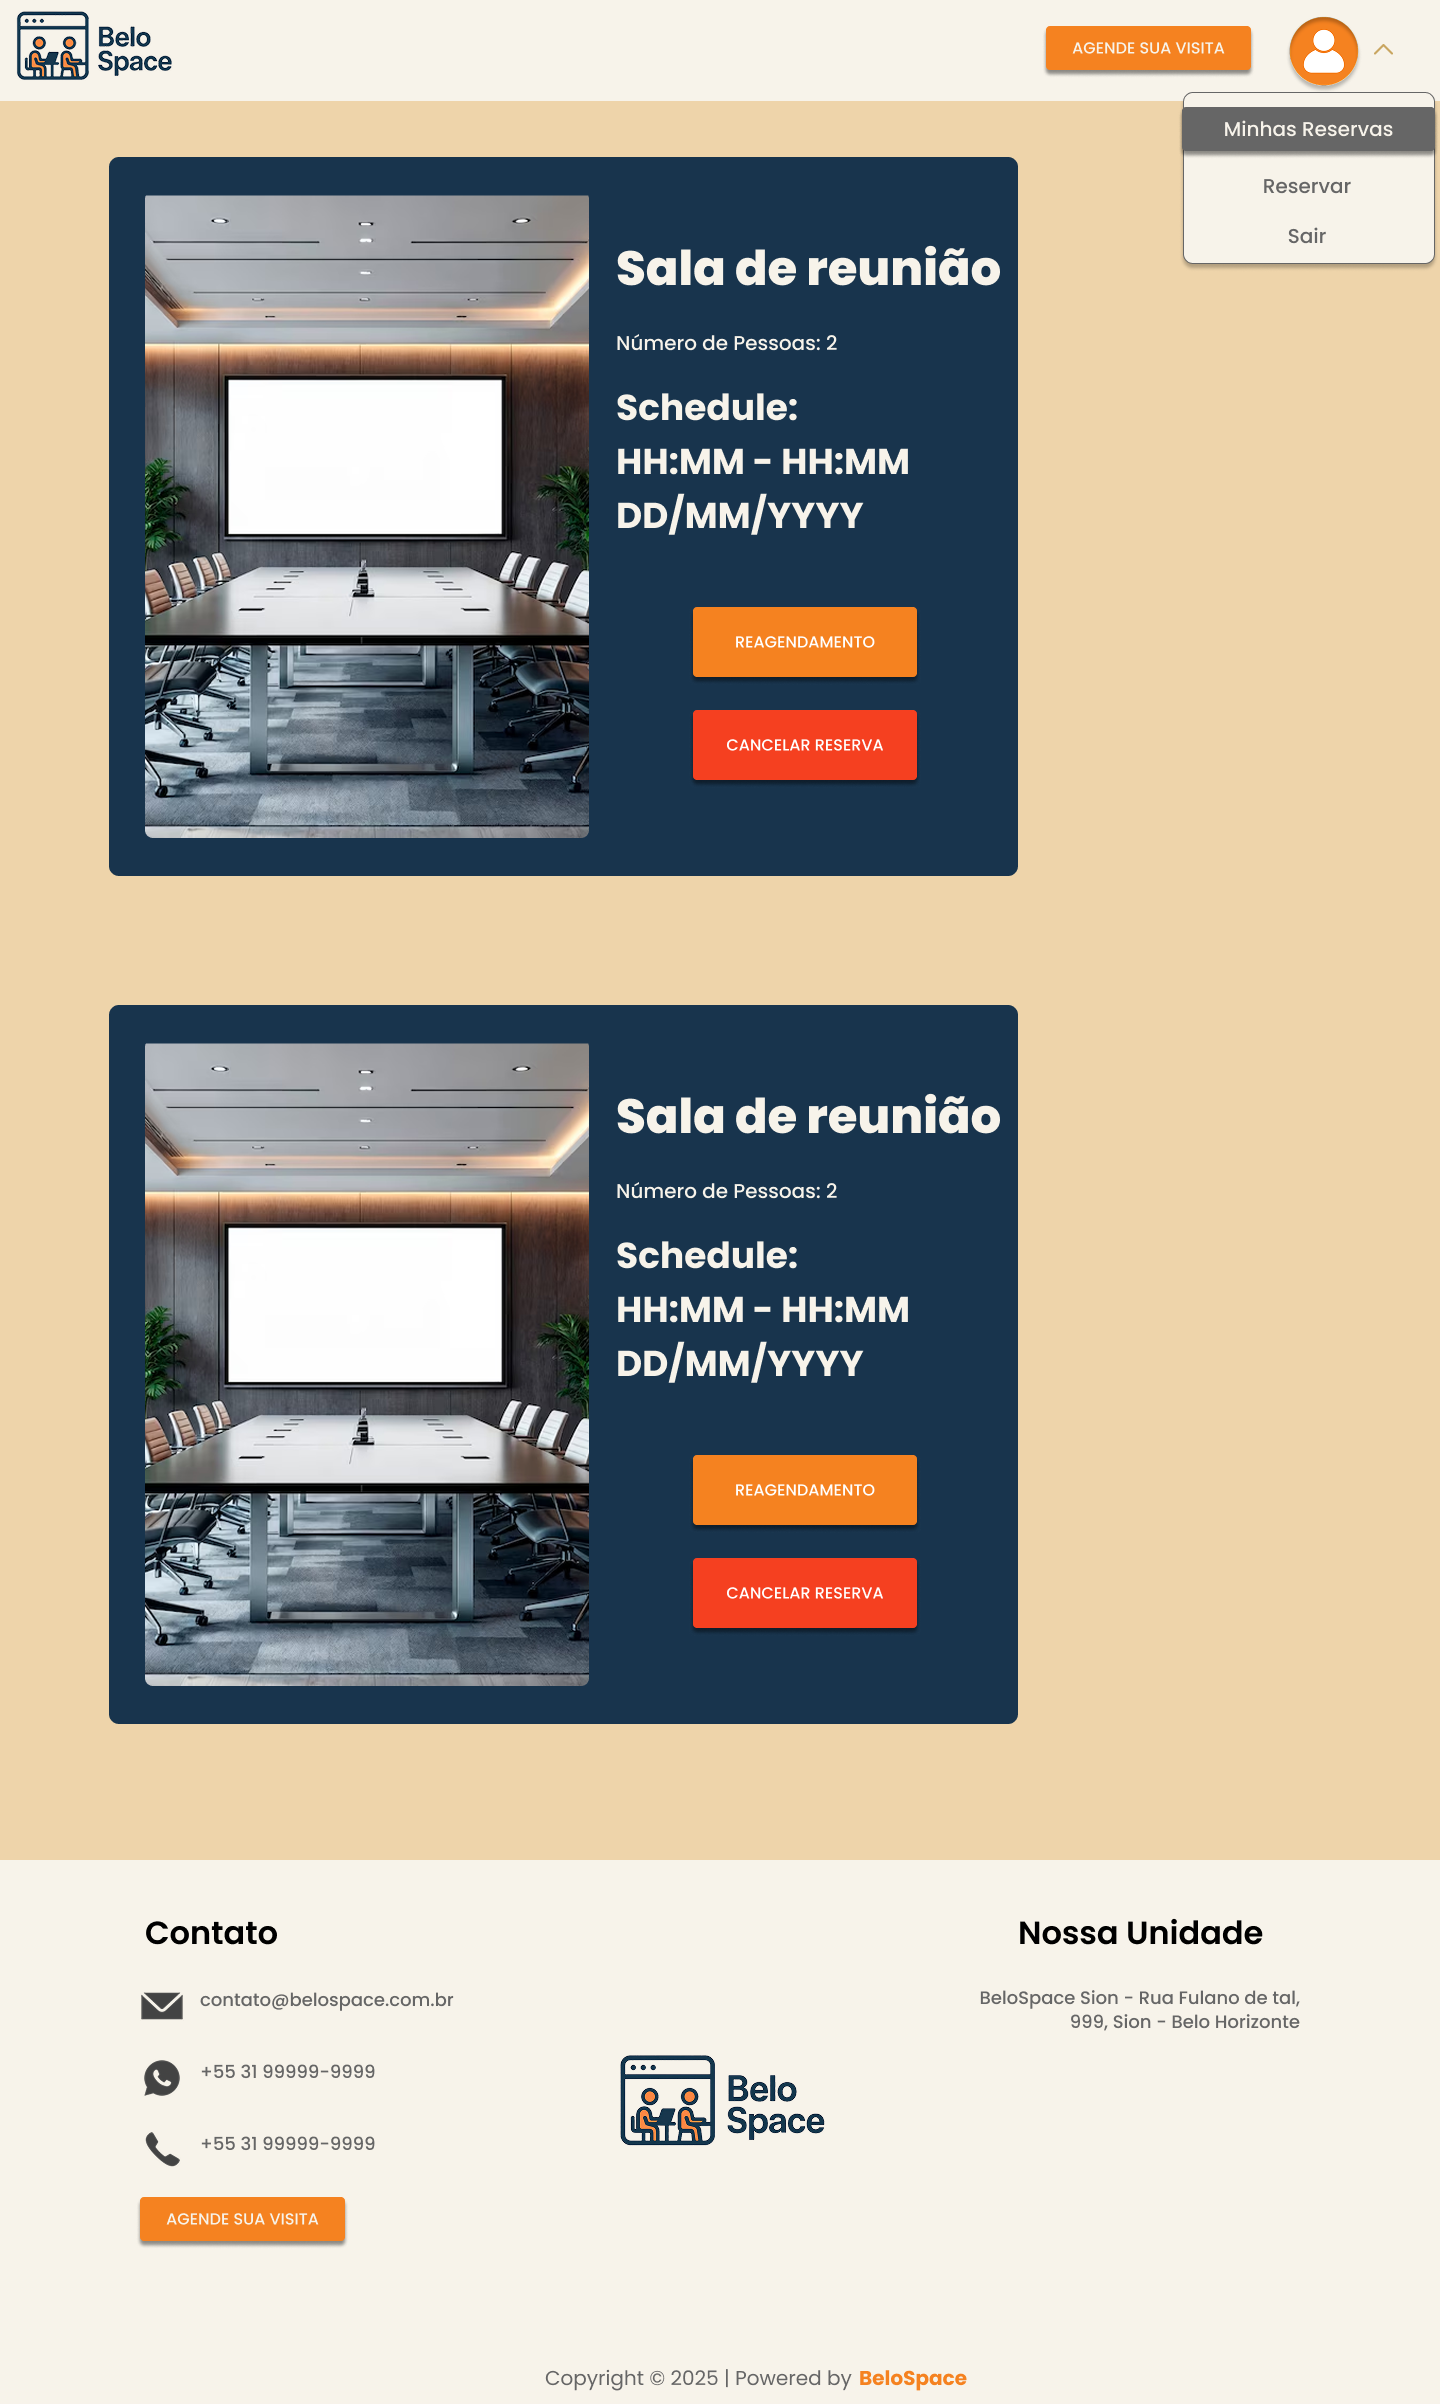 Belo
Space
AGENDE SUA VISITA
Minhas Reservas
Reservar
Sair
Sala de reunião
Número de Pessoas: 2
Schedule:
HH:MM - HH:MM
DD/MM/YYYY
REAGENDAMENTO
CANCELAR RESERVA
Sala de reunião
Número de Pessoas: 2
Schedule:
HH:MM - HH:MM
DD/MM/YYYY
REAGENDAMENTO
CANCELAR RESERVA
Contato
contato@belospace.com.br
+55 31 99999-9999
+55 31 99999-9999
AGENDE SUA VISITA
Belo
Space
Nossa Unidade
BeloSpace Sion - Rua Fulano de tal,
999, Sion - Belo Horizonte
Copyright © 2025 | Powered by BeloSpace